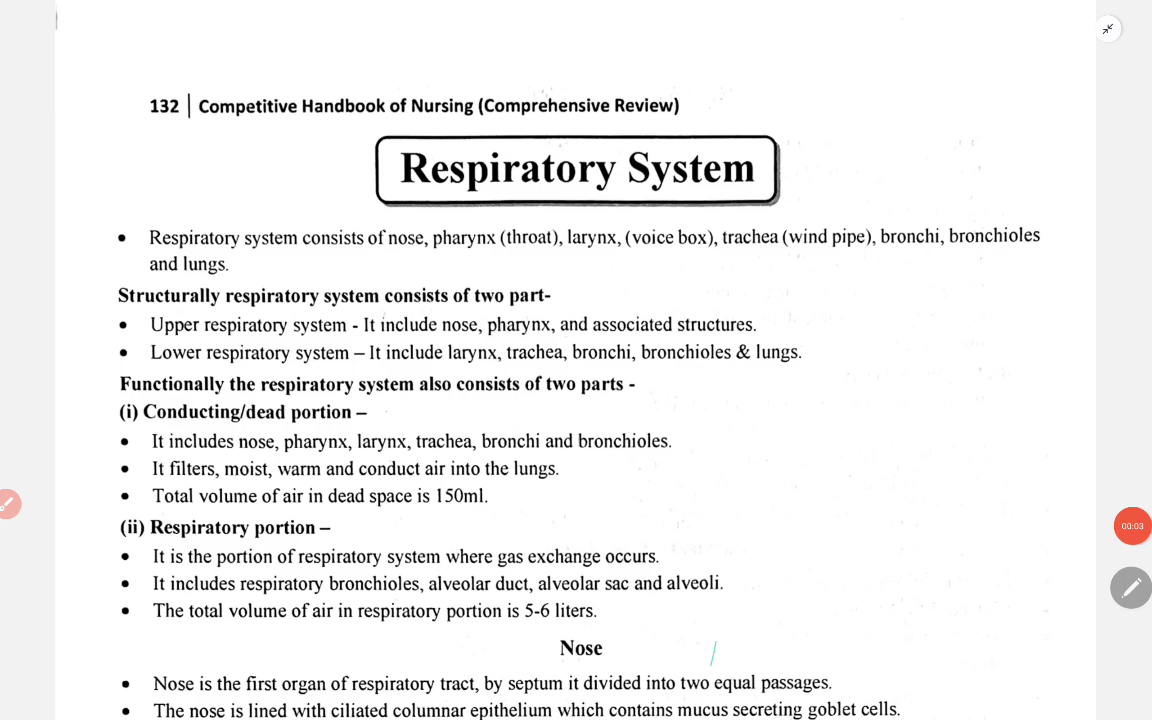 132 | Competitive Handbook of Nursing (Comprehensive Review)
Respiratory System
• Respiratory system consists of nose, pharynx (throat), larynx, (voice box), trachea (wind pipe), bronchi, bronchioles
and lungs.
Structurally respiratory system consists of two part-
• Upper respiratory system - It include nose, pharynx, and associated structures.
• Lower respiratory system – It include larynx, trachea, bronchi, bronchioles & lungs.
Functionally the respiratory system also consists of two parts -
(i) Conducting/dead portion –
• It includes nose, pharynx, larynx, trachea, bronchi and bronchioles.
• It filters, moist, warm and conduct air into the lungs.
• Total volume of air in dead space is 150ml.
(ii) Respiratory portion –
• It is the portion of respiratory system where gas exchange occurs.
• It includes respiratory bronchioles, alveolar duct, alveolar sac and alveoli.
• The total volume of air in respiratory portion is 5-6 liters.
Nose
• Nose is the first organ of respiratory tract, by septum it divided into two equal passages.
• The nose is lined with ciliated columnar epithelium which contains mucus secreting goblet cells.
00:03